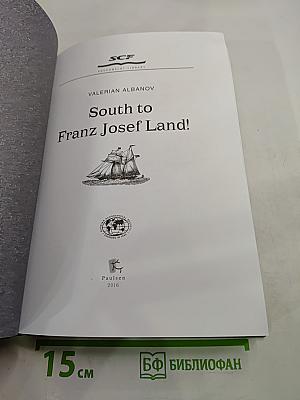 SCF
VALERIAN ALBANOV
South to
Franz Josef Land!
Paulsen
2016
15 см
БФ БИБЛИОФАН